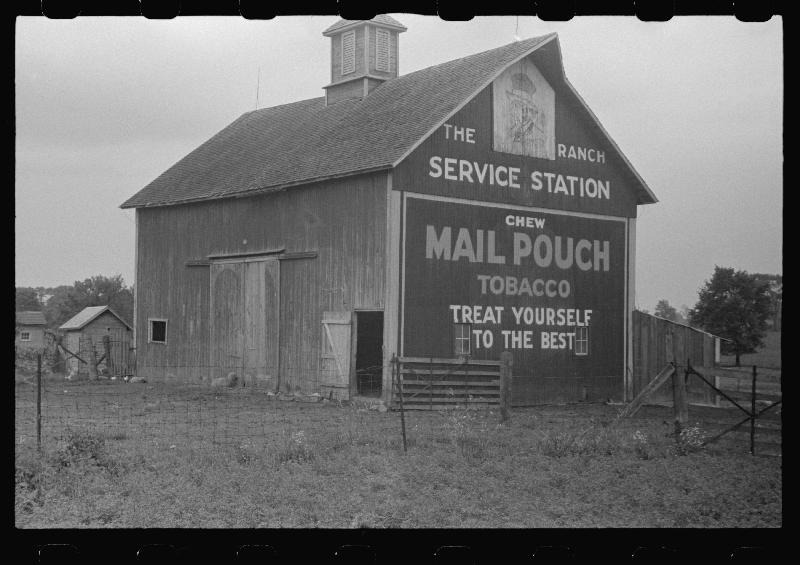 THE RANCH
SERVICE STATION
CHEW
MAIL POUCH
TOBACCO
TREAT YOURSELF
TO THE BEST